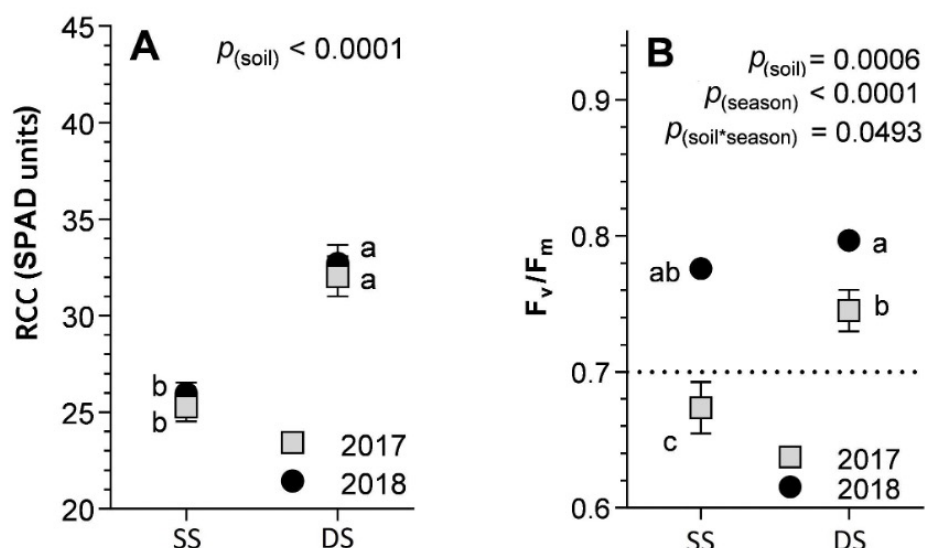 A
p(soil) < 0.0001
45
40
35
30
25
20
RCC (SPAD units)
a
a
b
b
2017
2018
SS
DS
B
p(soil) = 0.0006
p(season) < 0.0001
p(soil*season) = 0.0493
0.9
0.8
0.7
0.6
Fv/Fm
ab
a
b
c
2017
2018
SS
DS